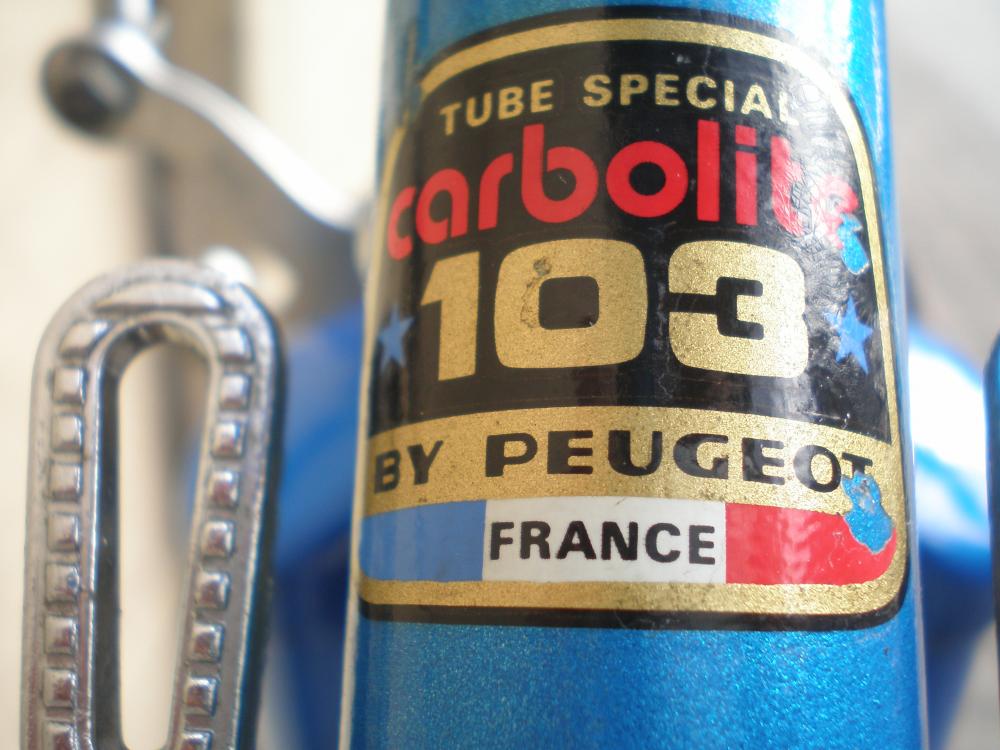 TUBE SPECIAL
carbolite
103
BY PEUGEOT
FRANCE